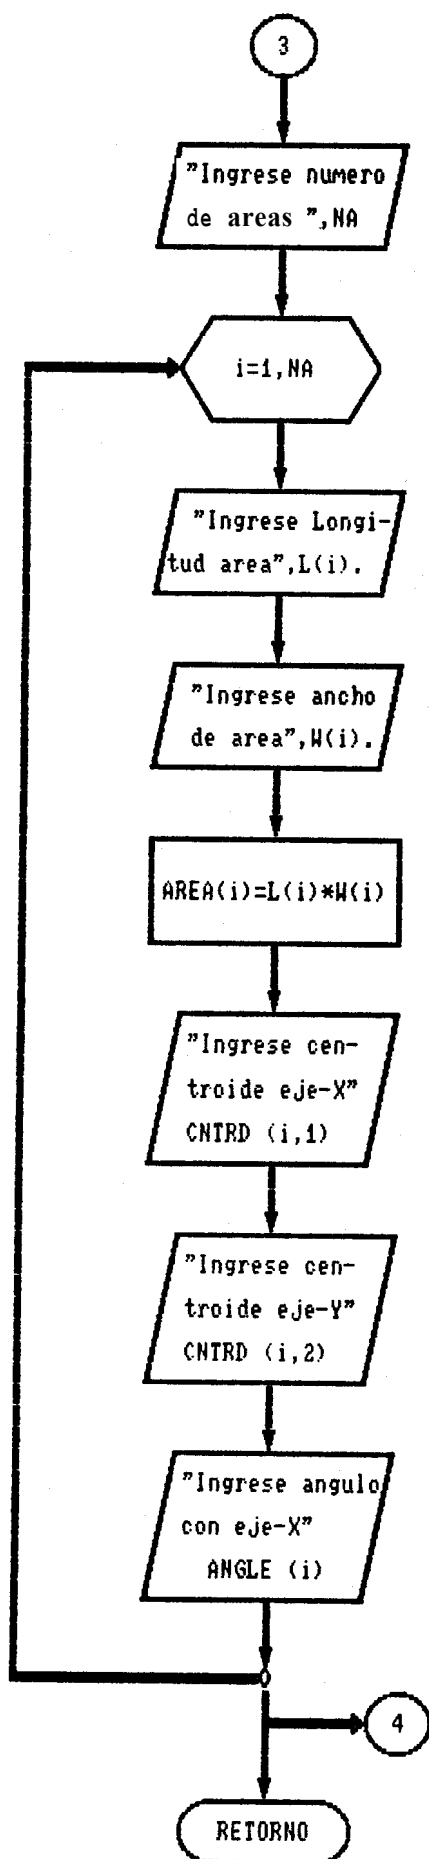 3
"Ingrese numero
de areas ",NA
i=1,NA
"Ingrese Longi-
tud area",L(i).
"Ingrese ancho
de area",W(i).
AREA(i)=L(i)*W(i)
"Ingrese cen-
troide eje-X"
CNTRD (i,1)
"Ingrese cen-
troide eje-Y"
CNTRD (i,2)
"Ingrese angulo
con eje-X"
ANGLE (i)
4
RETORNO